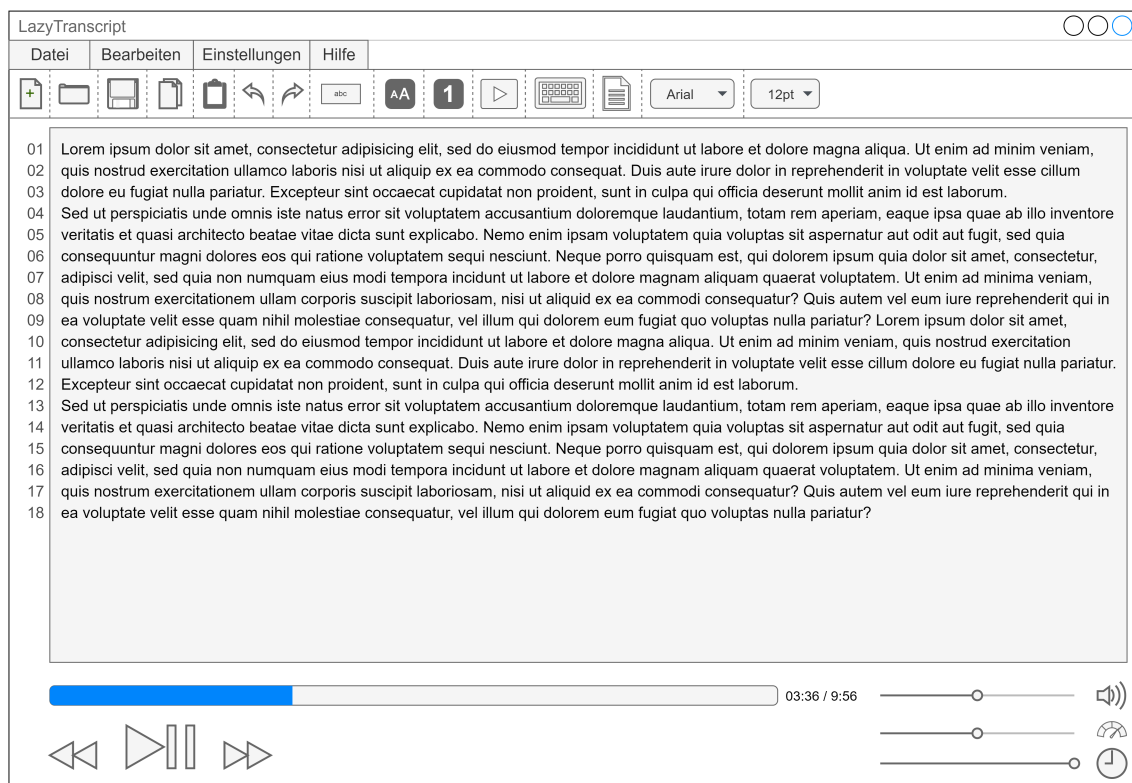 LazyTranscript
Datei Bearbeiten Einstellungen Hilfe
abc AA 1 Arial 12pt
01 Lorem ipsum dolor sit amet, consectetur adipisicing elit, sed do eiusmod tempor incididunt ut labore et dolore magna aliqua. Ut enim ad minim veniam,
02 quis nostrud exercitation ullamco laboris nisi ut aliquip ex ea commodo consequat. Duis aute irure dolor in reprehenderit in voluptate velit esse cillum
03 dolore eu fugiat nulla pariatur. Excepteur sint occaecat cupidatat non proident, sunt in culpa qui officia deserunt mollit anim id est laborum.
04 Sed ut perspiciatis unde omnis iste natus error sit voluptatem accusantium doloremque laudantium, totam rem aperiam, eaque ipsa quae ab illo inventore
05 veritatis et quasi architecto beatae vitae dicta sunt explicabo. Nemo enim ipsam voluptatem quia voluptas sit aspernatur aut odit aut fugit, sed quia
06 consequuntur magni dolores eos qui ratione voluptatem sequi nesciunt. Neque porro quisquam est, qui dolorem ipsum quia dolor sit amet, consectetur,
07 adipisci velit, sed quia non numquam eius modi tempora incidunt ut labore et dolore magnam aliquam quaerat voluptatem. Ut enim ad minima veniam,
08 quis nostrum exercitationem ullam corporis suscipit laboriosam, nisi ut aliquid ex ea commodi consequatur? Quis autem vel eum iure reprehenderit qui in
09 ea voluptate velit esse quam nihil molestiae consequatur, vel illum qui dolorem eum fugiat quo voluptas nulla pariatur? Lorem ipsum dolor sit amet,
10 consectetur adipisicing elit, sed do eiusmod tempor incididunt ut labore et dolore magna aliqua. Ut enim ad minim veniam, quis nostrud exercitation
11 ullamco laboris nisi ut aliquip ex ea commodo consequat. Duis aute irure dolor in reprehenderit in voluptate velit esse cillum dolore eu fugiat nulla pariatur.
12 Excepteur sint occaecat cupidatat non proident, sunt in culpa qui officia deserunt mollit anim id est laborum.
13 Sed ut perspiciatis unde omnis iste natus error sit voluptatem accusantium doloremque laudantium, totam rem aperiam, eaque ipsa quae ab illo inventore
14 veritatis et quasi architecto beatae vitae dicta sunt explicabo. Nemo enim ipsam voluptatem quia voluptas sit aspernatur aut odit aut fugit, sed quia
15 consequuntur magni dolores eos qui ratione voluptatem sequi nesciunt. Neque porro quisquam est, qui dolorem ipsum quia dolor sit amet, consectetur,
16 adipisci velit, sed quia non numquam eius modi tempora incidunt ut labore et dolore magnam aliquam quaerat voluptatem. Ut enim ad minima veniam,
17 quis nostrum exercitationem ullam corporis suscipit laboriosam, nisi ut aliquid ex ea commodi consequatur? Quis autem vel eum iure reprehenderit qui in
18 ea voluptate velit esse quam nihil molestiae consequatur, vel illum qui dolorem eum fugiat quo voluptas nulla pariatur?
03:36 / 9:56